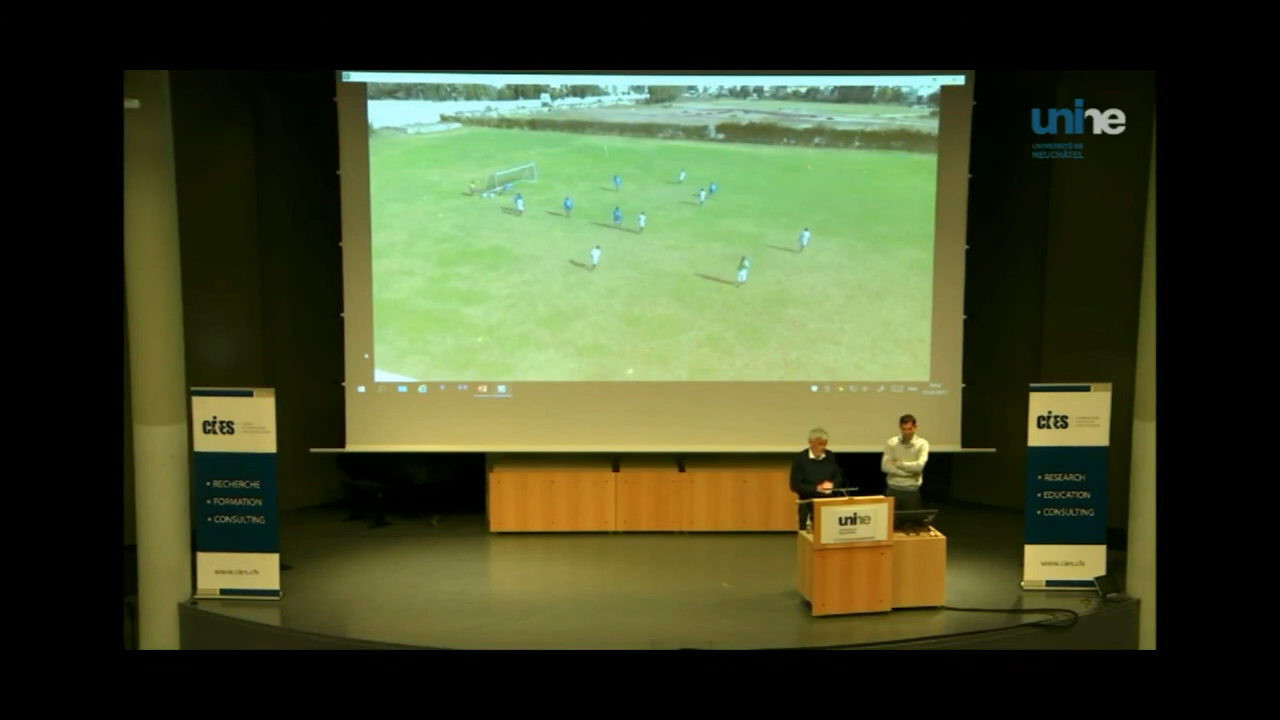 unine
UNIVERSITÉ DE
NEUCHÂTEL
CIES
• RECHERCHE
• FORMATION
• CONSULTING
www.cies.ch
unine
CIES
• RESEARCH
• EDUCATION
• CONSULTING
www.cies.ch